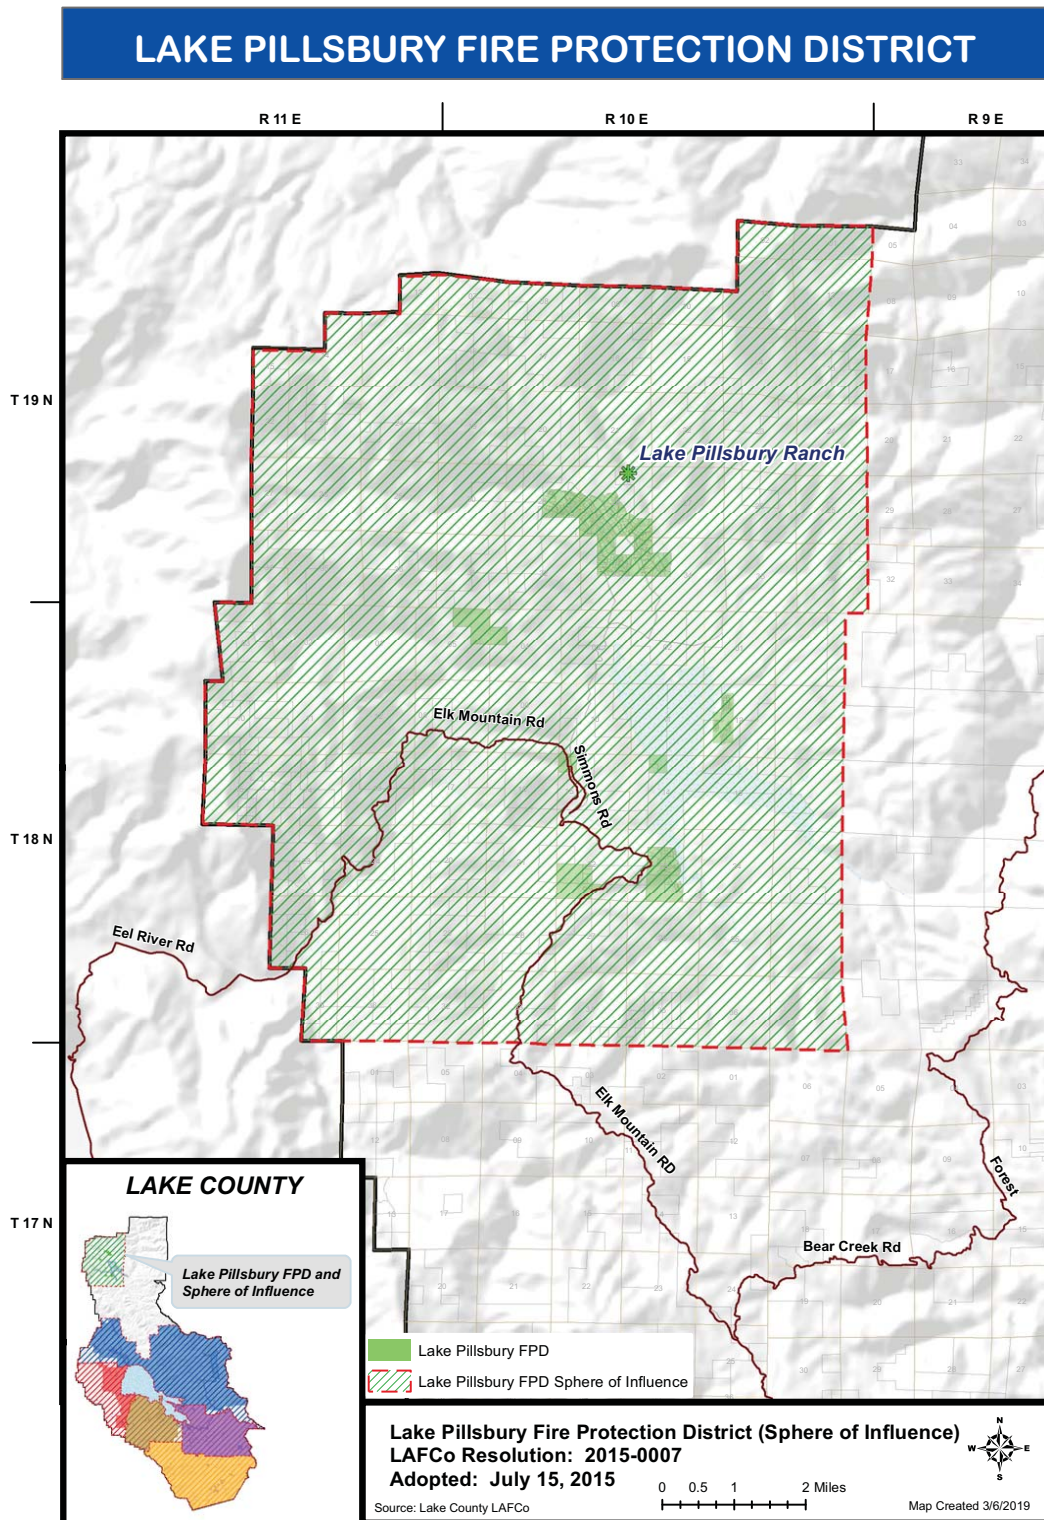 LAKE PILLSBURY FIRE PROTECTION DISTRICT
R 11 E
R 10 E
R 9 E
T 19 N
Lake Pillsbury Ranch
Elk Mountain Rd
Simmons Rd
T 18 N
Eel River Rd
Elk Mountain RD
Forest
Bear Creek Rd
T 17 N
LAKE COUNTY
Lake Pillsbury FPD and
Sphere of Influence
Lake Pillsbury FPD
Lake Pillsbury FPD Sphere of Influence
Lake Pillsbury Fire Protection District (Sphere of Influence)
LAFCo Resolution: 2015-0007
Adopted: July 15, 2015
Source: Lake County LAFCo
0 0.5 1 2 Miles
N
W E
S
Map Created 3/6/2019